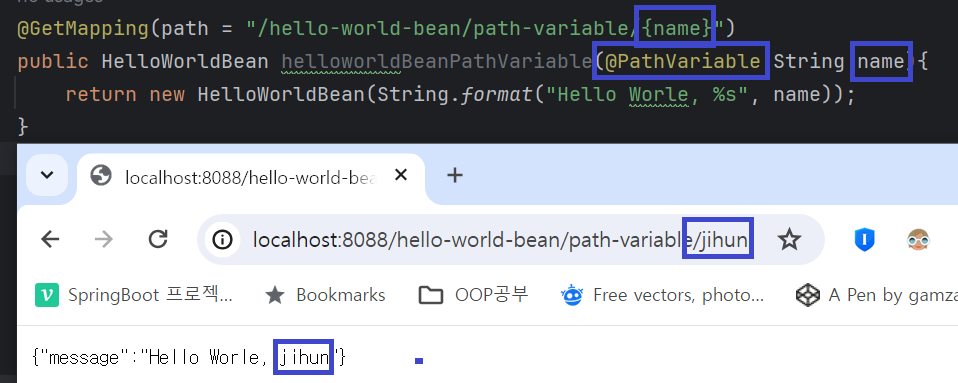 no usages
@GetMapping(path = "/hello-world-bean/path-variable/{name}")
public HelloWorldBean helloworldBeanPathVariable(@PathVariable String name){
return new HelloWorldBean(String.format("Hello Worle, %s", name));
}
localhost:8088/hello-world-bea
localhost:8088/hello-world-bean/path-variable/jihun
SpringBoot 프로젝... Bookmarks OOP공부 Free vectors, photo... A Pen by gamza
{"message":"Hello Worle, jihun"}